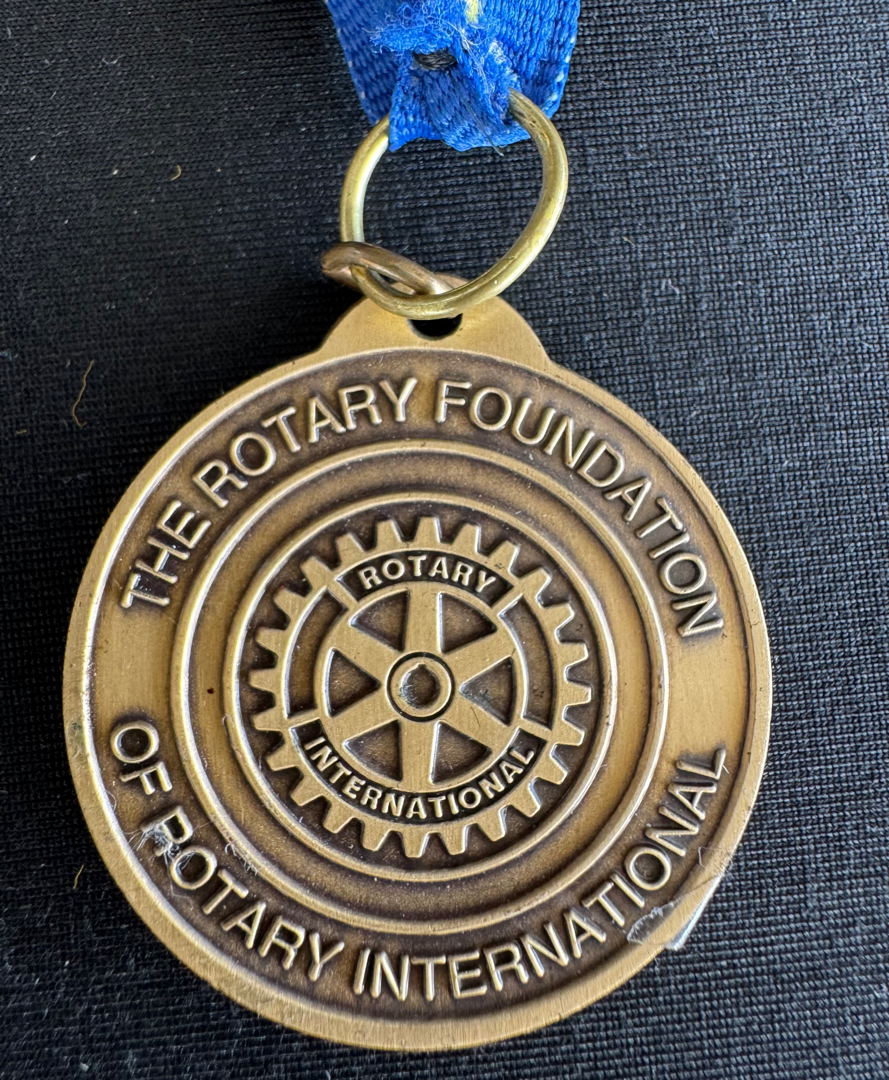 THE ROTARY FOUNDATION
OF ROTARY INTERNATIONAL
ROTARY
INTERNATIONAL